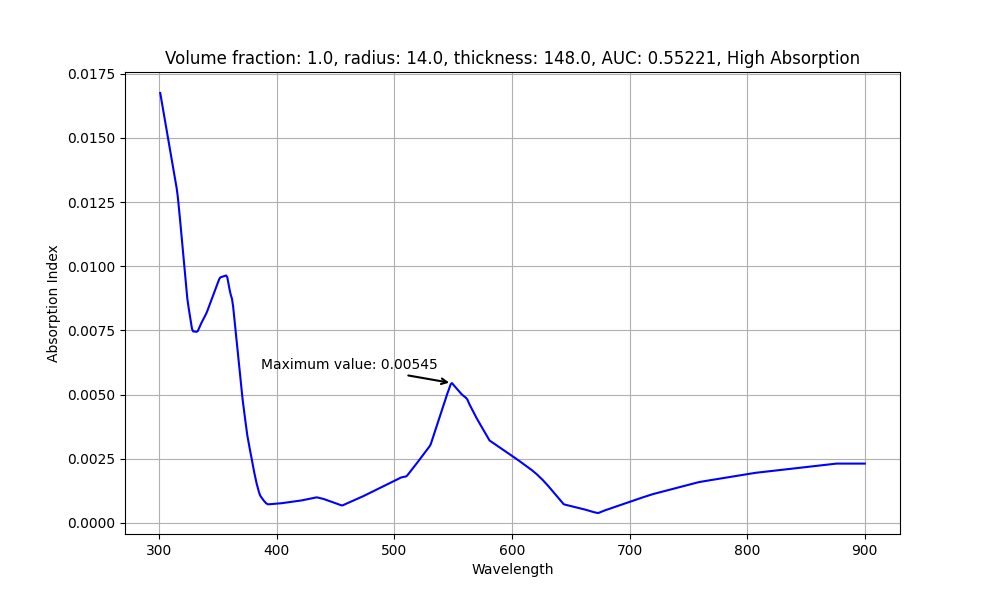 Volume fraction: 1.0, radius: 14.0, thickness: 148.0, AUC: 0.55221, High Absorption
0.0175
0.0150
0.0125
0.0100
0.0075
0.0050
0.0025
0.0000
Absorption Index
Maximum value: 0.00545
300 400 500 600 700 800 900
Wavelength